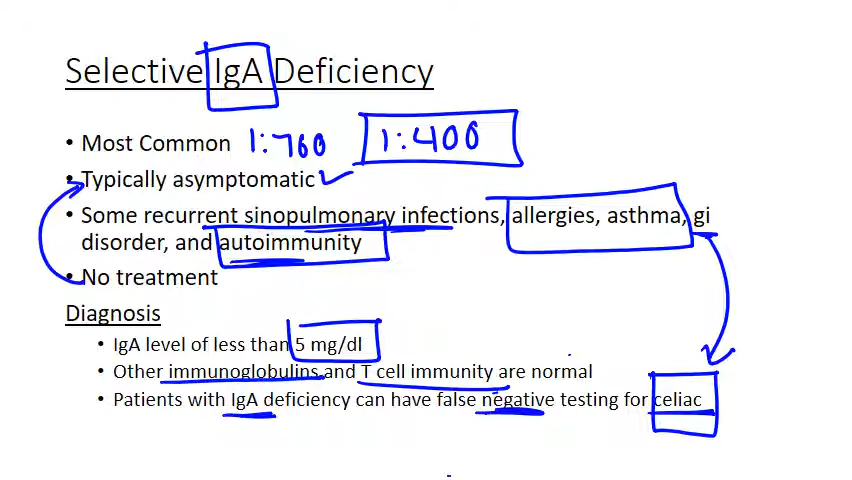 Selective IgA Deficiency
• Most Common 1:760 1:400
• Typically asymptomatic
• Some recurrent sinopulmonary infections, allergies, asthma, gi
disorder, and autoimmunity
• No treatment
Diagnosis
• IgA level of less than 5 mg/dl
• Other immunoglobulins and T cell immunity are normal
• Patients with IgA deficiency can have false negative testing for celiac